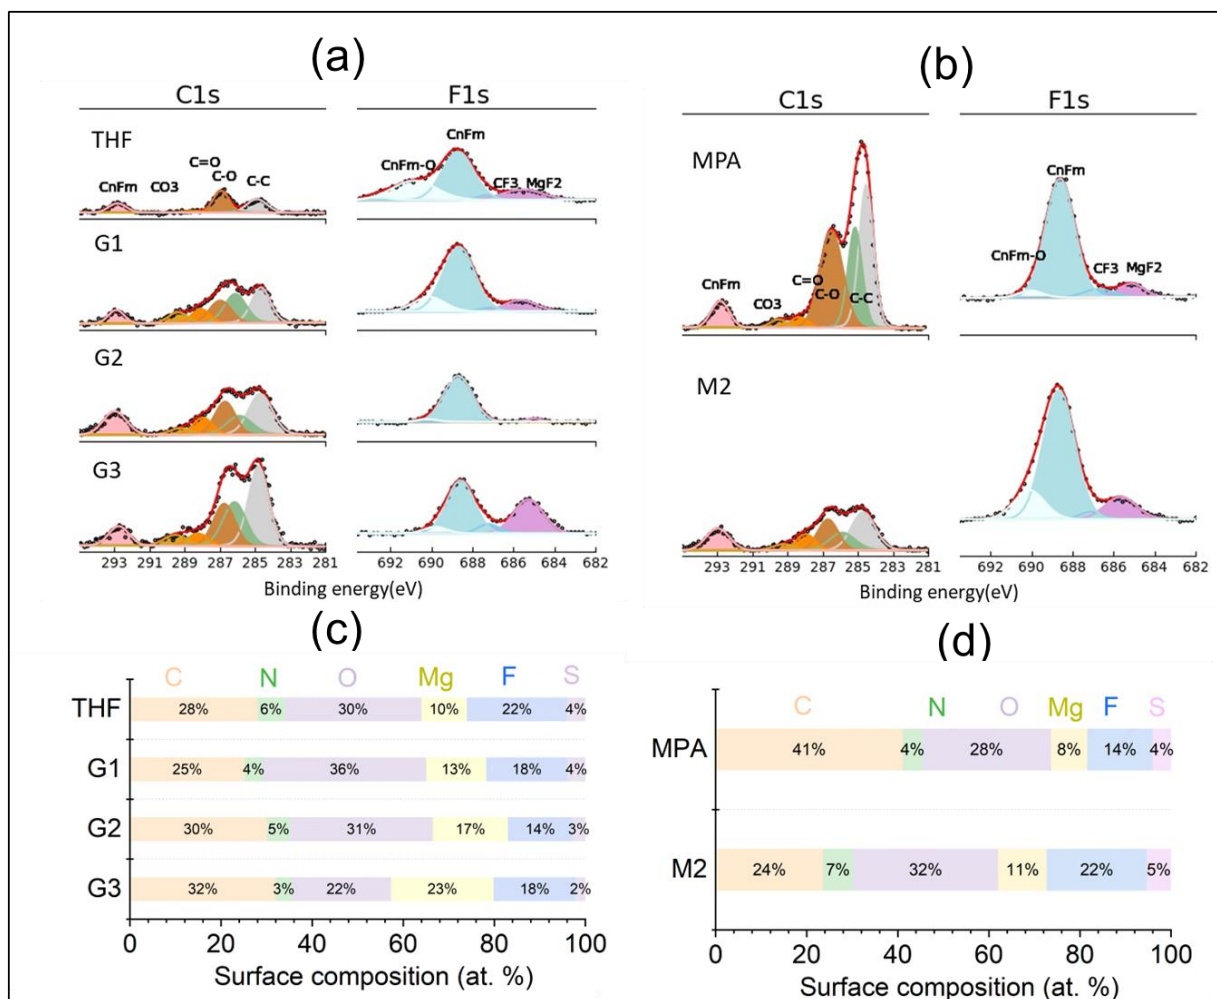 (a)
C1s F1s
THF
CnFm CO3 C=O C-O C-C
CnFm-O CnFm CF3 MgF2
G1
G2
G3
293 291 289 287 285 283 281
692 690 688 686 684 682
Binding energy(eV)
(b)
C1s F1s
MPA
CnFm CO3 C=O C-O C-C
CnFm-O CnFm CF3 MgF2
M2
293 291 289 287 285 283 281
692 690 688 686 684 682
Binding energy(eV)
(c)
C N O Mg F S
THF 28% 6% 30% 10% 22% 4%
G1 25% 4% 36% 13% 18% 4%
G2 30% 5% 31% 17% 14% 3%
G3 32% 3% 22% 23% 18% 2%
0 20 40 60 80 100
Surface composition (at. %)
(d)
C N O Mg F S
MPA 41% 4% 28% 8% 14% 4%
M2 24% 7% 32% 11% 22% 5%
0 20 40 60 80 100
Surface composition (at. %)